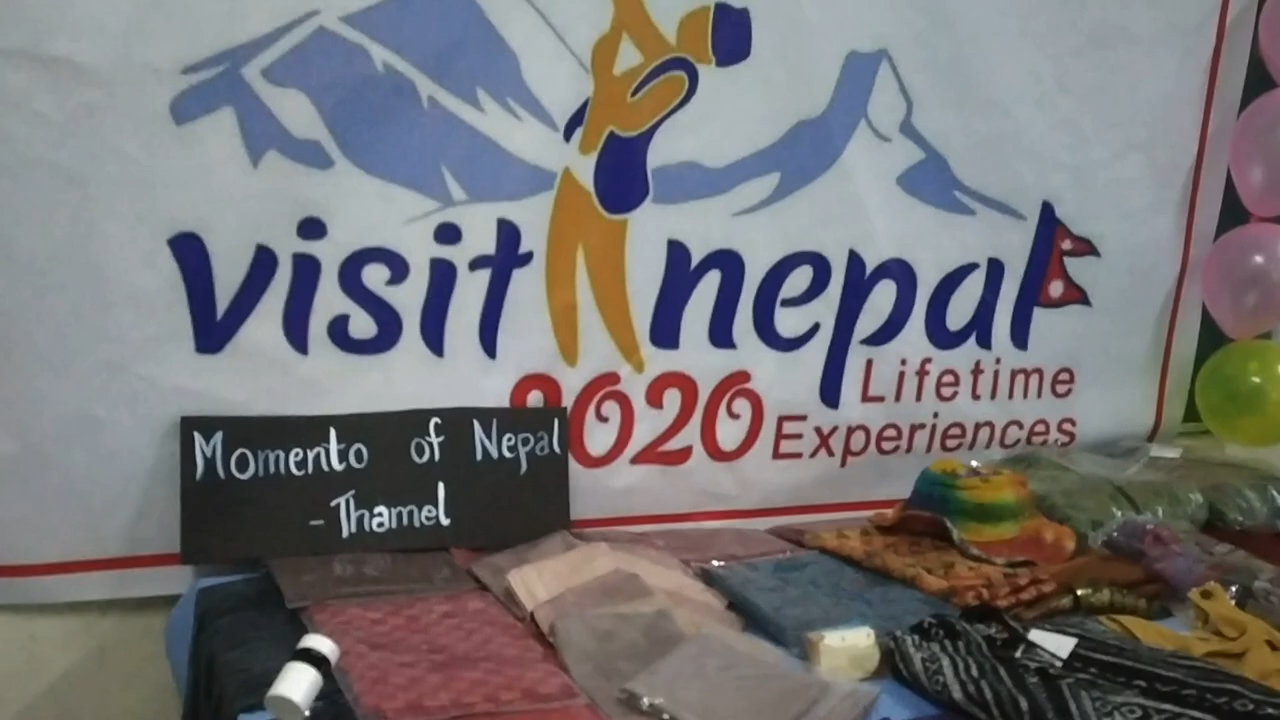 visit nepal
2020 Lifetime
Experiences
Momento of Nepal
- Thamel